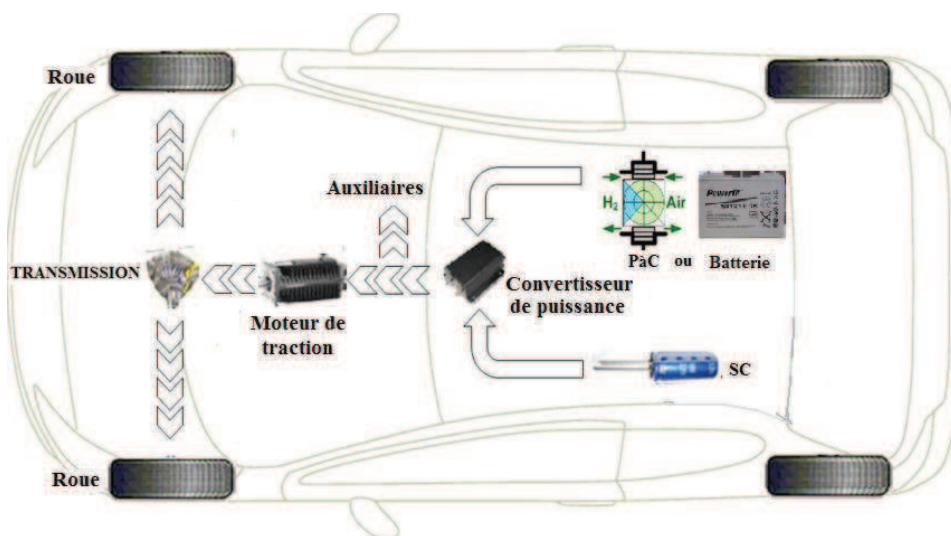 Roue
Auxiliaires
H₂ Air
PàC ou Batterie
TRANSMISSION
Convertisseur
de puissance
Moteur de
traction
SC
Roue